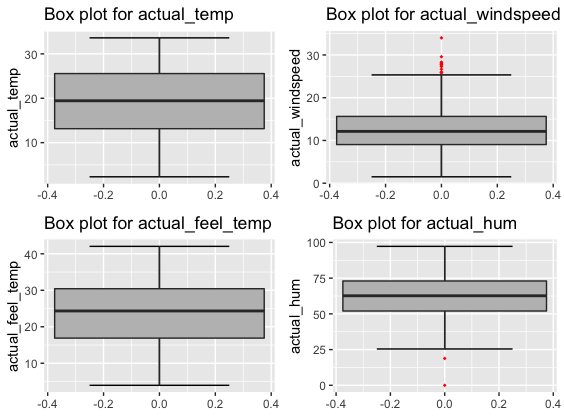 Box plot for actual_temp
actual_temp
30
20
10
-0.4 -0.2 0.0 0.2 0.4
Box plot for actual_windspeed
actual_windspeed
30
20
10
0
-0.4 -0.2 0.0 0.2 0.4
Box plot for actual_feel_temp
actual_feel_temp
40
30
20
10
-0.4 -0.2 0.0 0.2 0.4
Box plot for actual_hum
actual_hum
100
75
50
25
0
-0.4 -0.2 0.0 0.2 0.4